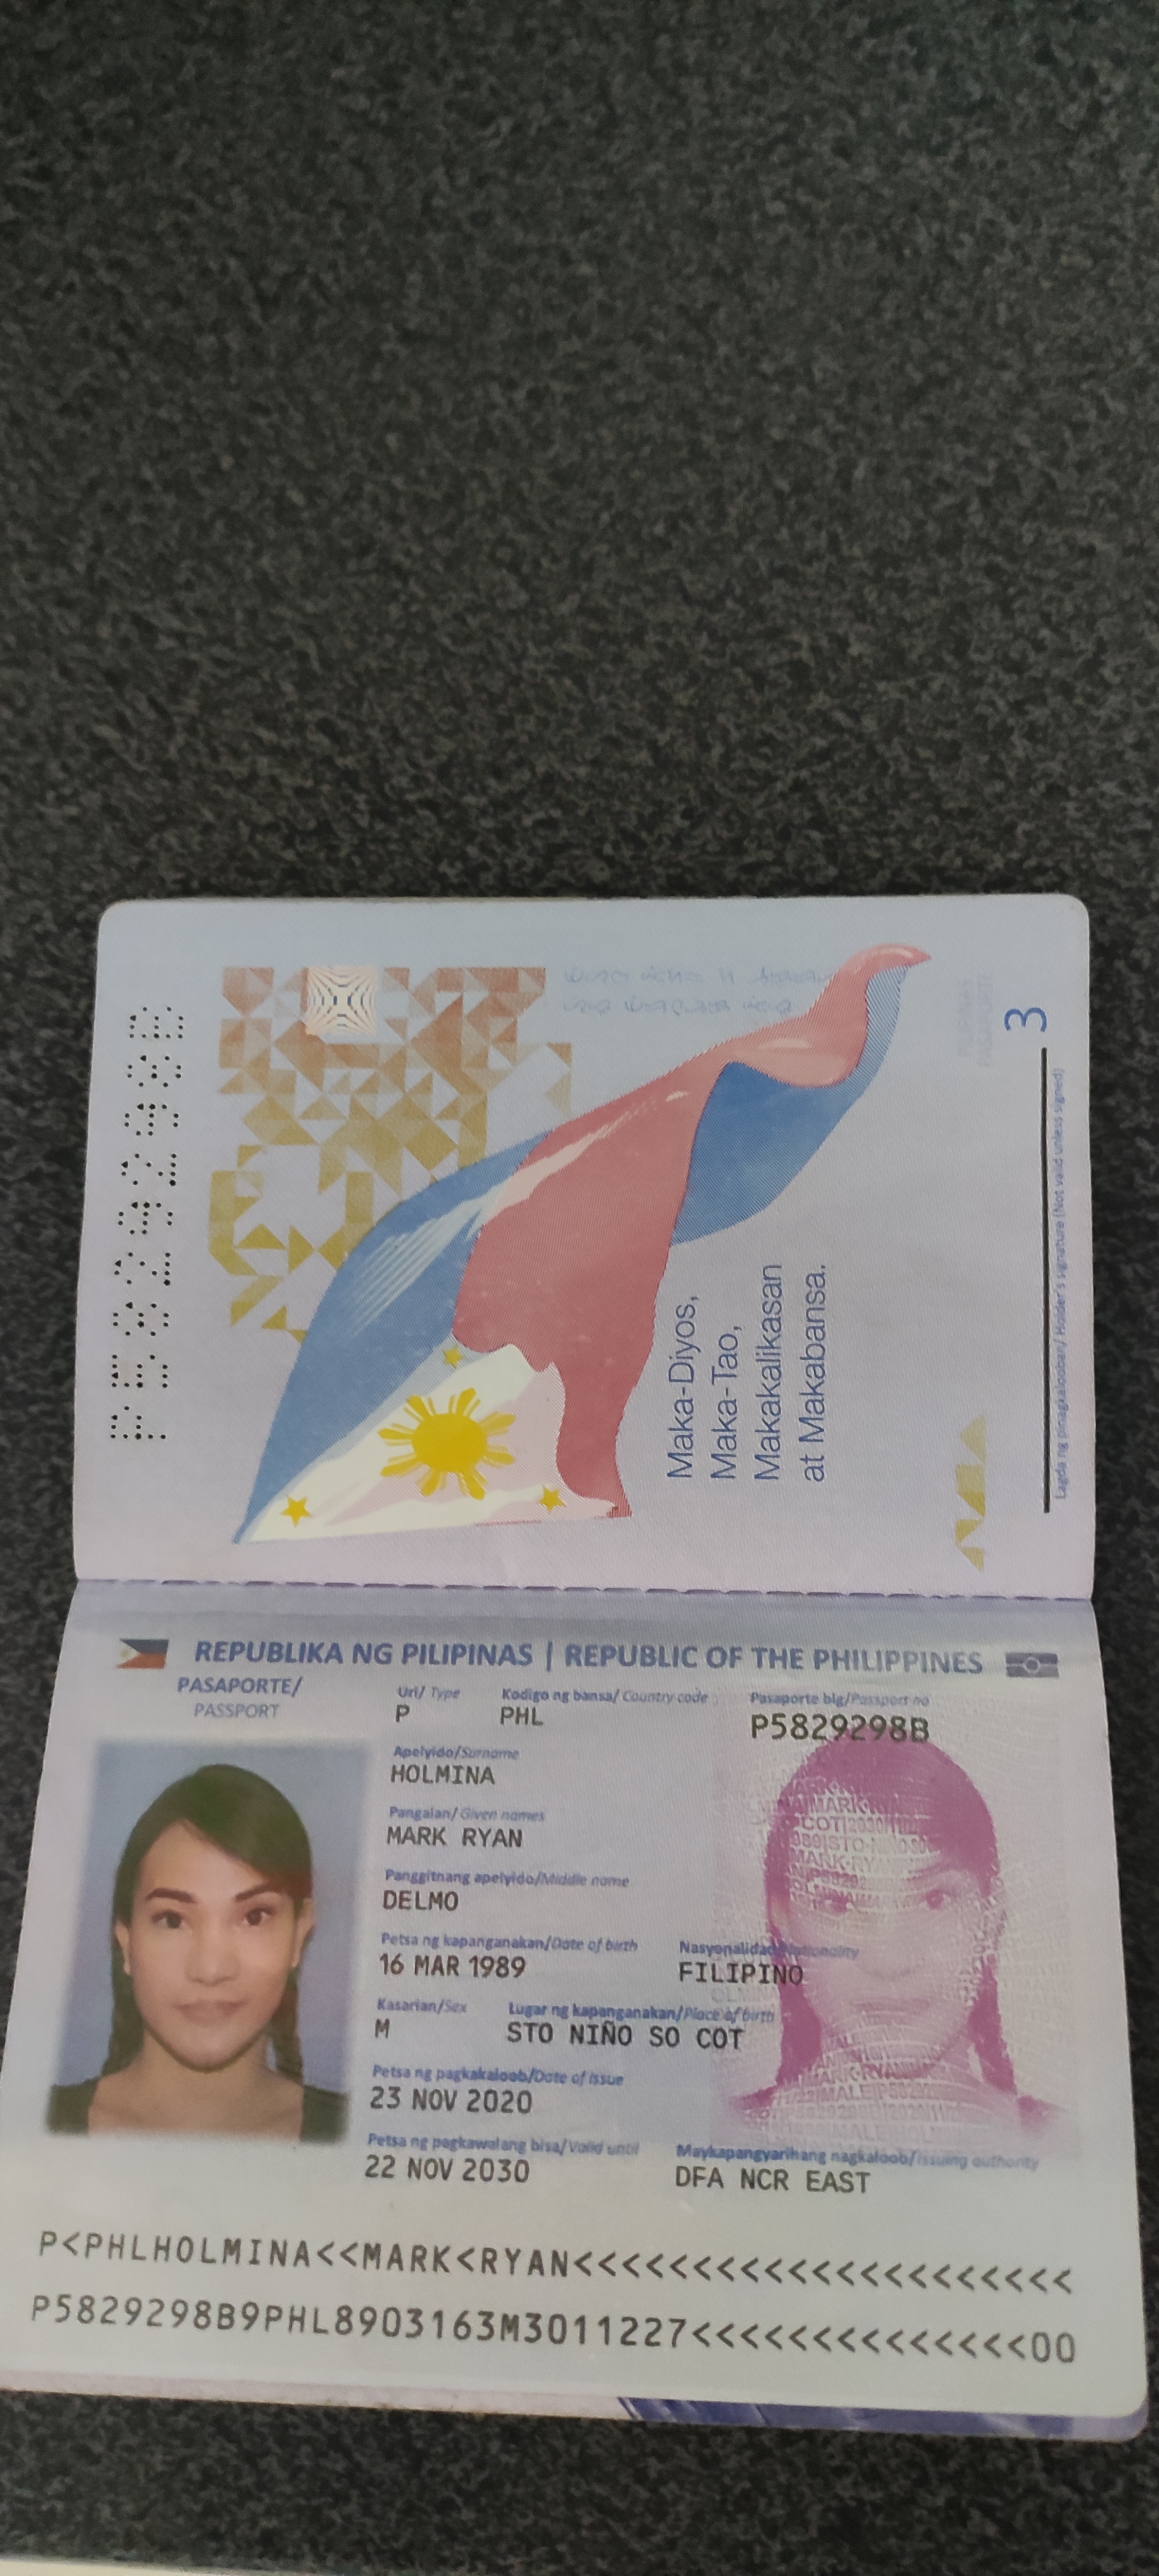 P5829298B
Maka-Diyos,
Maka-Tao,
Makakalikasan
at Makabansa.
3
Lagda ng pinagkalooban/ Holder's signature (Not valid unless signed)
REPUBLIKA NG PILIPINAS | REPUBLIC OF THE PHILIPPINES
PASAPORTE/
PASSPORT
Uri/ Type Kodigo ng bansa/ Country code Pasaporte blg/Passport no
P PHL P5829298B
Apelyido/Surname
HOLMINA
Pangalan/ Given names
MARK RYAN
Panggitnang apelyido/Middle name
DELMO
Petsa ng kapanganakan/Date of birth Nasyonalidad/Nationality
16 MAR 1989 FILIPINO
Kasarian/Sex Lugar ng kapanganakan/Place of birth
M STO NIÑO SO COT
Petsa ng pagkakaloob/Date of issue
23 NOV 2020
Petsa ng pagkawalang bisa/Valid until Maykapangyarihang nagkaloob/Issuing authority
22 NOV 2030 DFA NCR EAST
P<PHLHOLMINA<<MARK<RYAN<<<<<<<<<<<<<<<<<<<<<
P5829298B9PHL8903163M3011227<<<<<<<<<<<<<<00